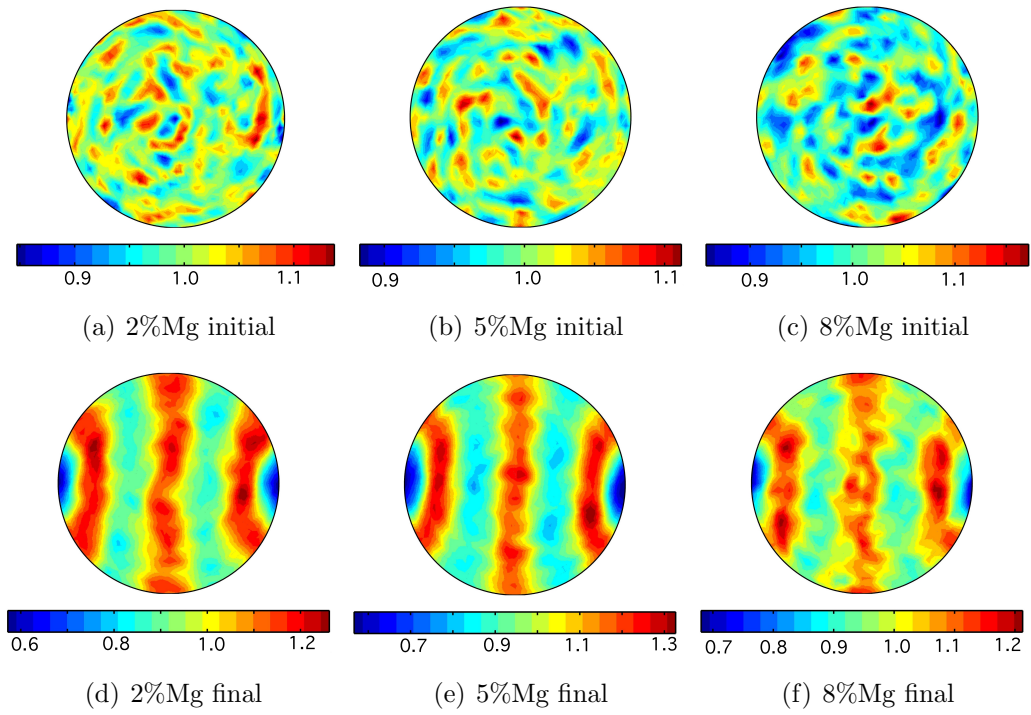 0.9 1.0 1.1
0.9 1.0 1.1
0.9 1.0 1.1
(a) 2%Mg initial
(b) 5%Mg initial
(c) 8%Mg initial
0.6 0.8 1.0 1.2
0.7 0.9 1.1 1.3
0.7 0.8 0.9 1.0 1.1 1.2
(d) 2%Mg final
(e) 5%Mg final
(f) 8%Mg final